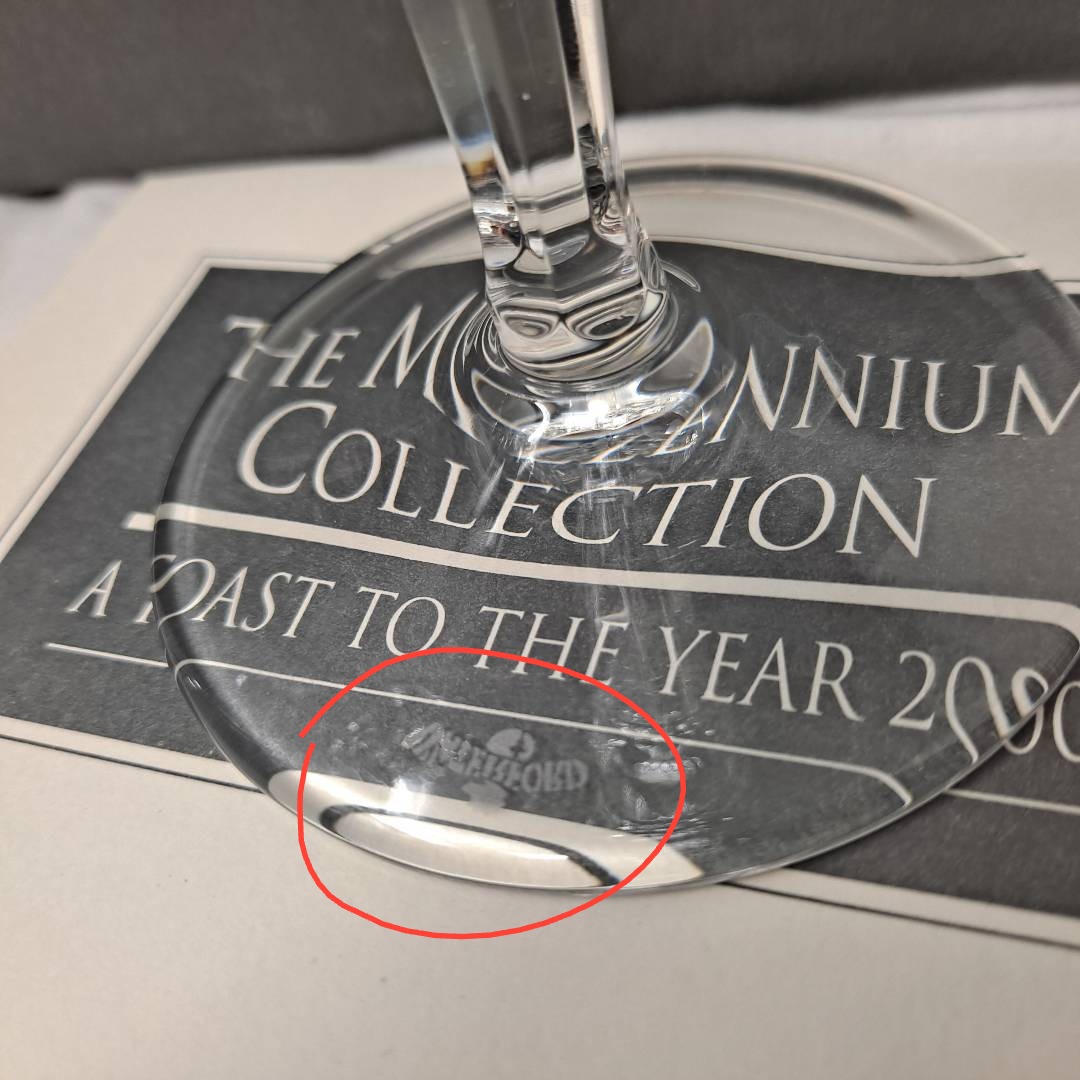 THE MILLENNIUM
COLLECTION
A TOAST TO THE YEAR 2000
WATERFORD